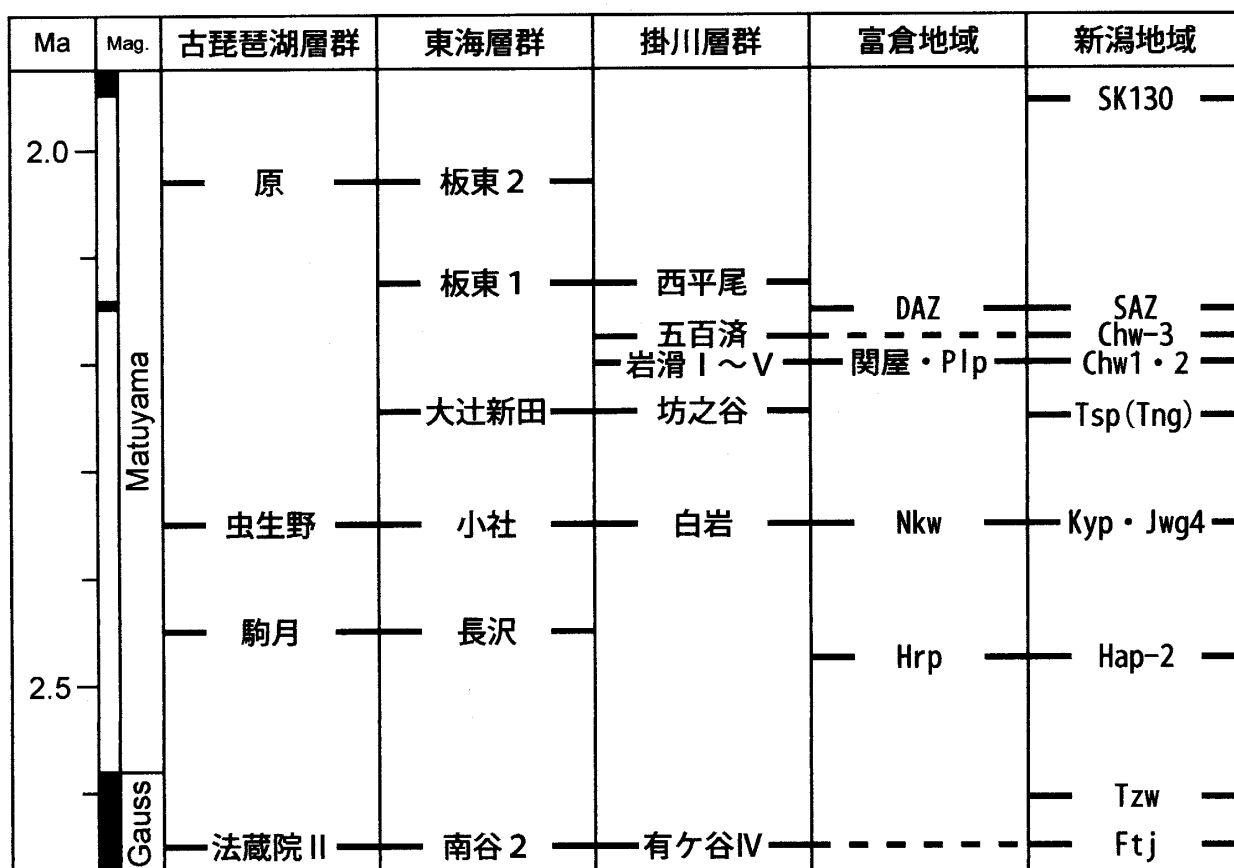 Ma Mag. 古琵琶湖層群 東海層群 掛川層群 富倉地域 新潟地域
SK130
2.0
原 板東2
板東1 西平尾
DAZ SAZ
五百済 Chw-3
岩滑Ⅰ～Ⅴ 関屋・Plp Chw1・2
大辻新田 坊之谷 Tsp(Tng)
Matuyama
虫生野 小社 白岩 Nkw Kyp・Jwg4
駒月 長沢
Hrp Hap-2
2.5
Tzw
Gauss
法蔵院Ⅱ 南谷2 有ケ谷Ⅳ Ftj